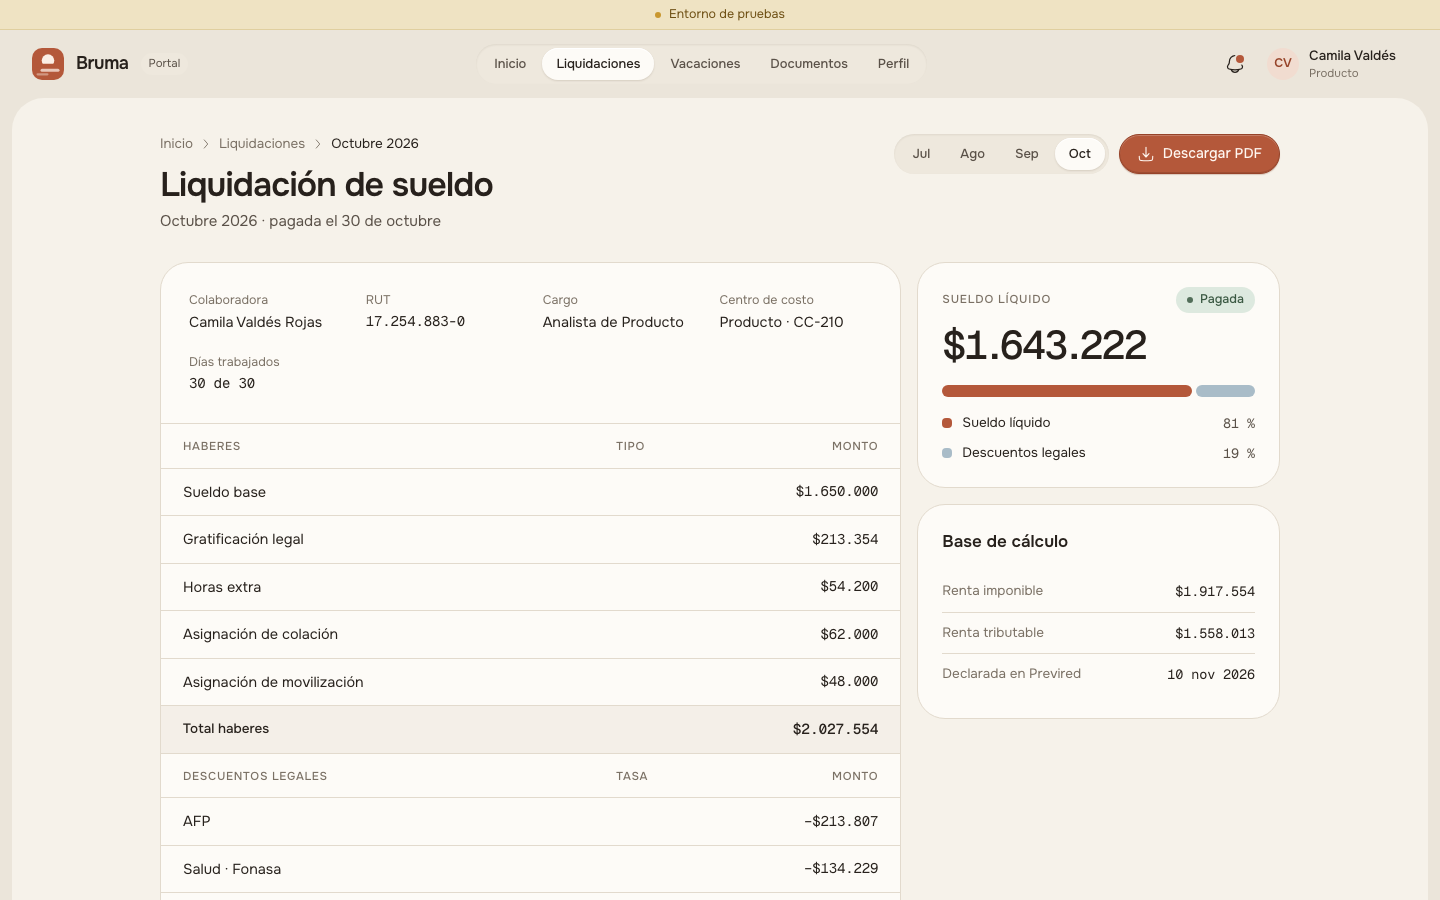 Entorno de pruebas
Bruma Portal
Inicio Liquidaciones Vacaciones Documentos Perfil
CV Camila Valdés
Producto
Inicio Liquidaciones Octubre 2026
Jul Ago Sep Oct
Descargar PDF
Liquidación de sueldo
Octubre 2026 · pagada el 30 de octubre
Colaboradora RUT Cargo Centro de costo
Camila Valdés Rojas 17.254.883-0 Analista de Producto Producto · CC-210
Días trabajados
30 de 30
HABERES TIPO MONTO
Sueldo base $1.650.000
Gratificación legal $213.354
Horas extra $54.200
Asignación de colación $62.000
Asignación de movilización $48.000
Total haberes $2.027.554
DESCUENTOS LEGALES TASA MONTO
AFP −$213.807
Salud · Fonasa −$134.229
SUELDO LÍQUIDO Pagada
$1.643.222
Sueldo líquido 81 %
Descuentos legales 19 %
Base de cálculo
Renta imponible $1.917.554
Renta tributable $1.558.013
Declarada en Previred 10 nov 2026